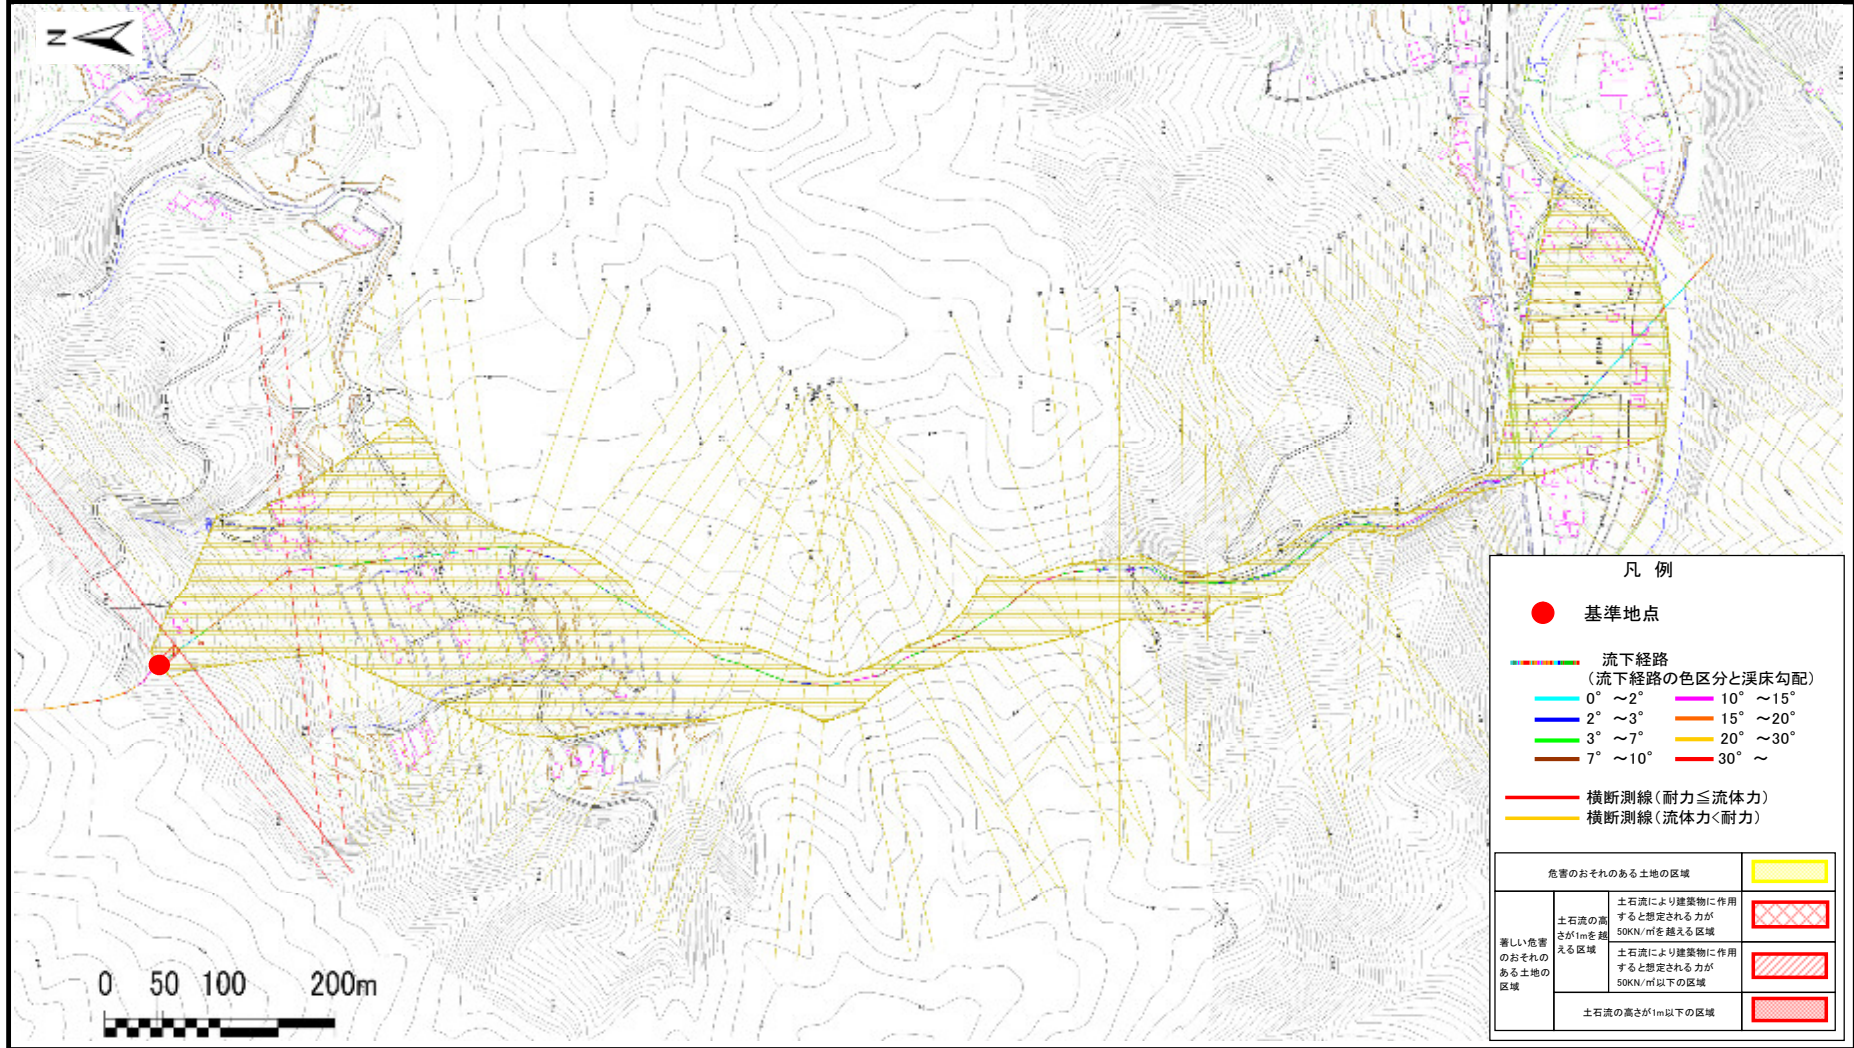 N
0 50 100 200m
凡 例
基準地点
流下経路
(流下経路の色区分と渓床勾配)
0° ～2° 10° ～15°
2° ～3° 15° ～20°
3° ～7° 20° ～30°
7° ～10° 30° ～
横断測線(耐力≦流体力)
横断測線(流体力<耐力)
危害のおそれのある土地の区域
著しい危害
のおそれの
ある土地の
区域
土石流の高
さが1mを越
える区域
土石流により建築物に作用
すると想定される力が
50KN/㎡を越える区域
土石流により建築物に作用
すると想定される力が
50KN/㎡以下の区域
土石流の高さが1m以下の区域